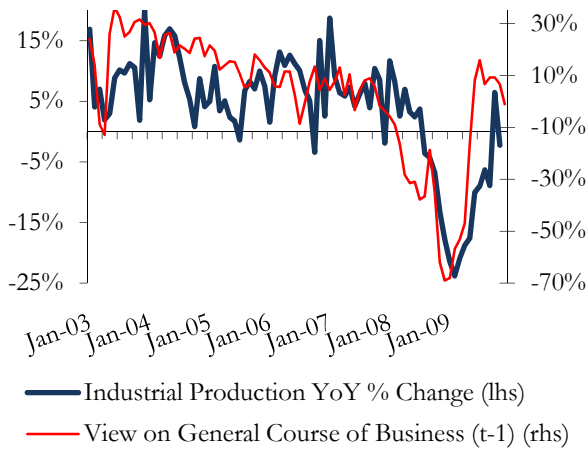 15%
5%
-5%
-15%
-25%
30%
10%
-10%
-30%
-50%
-70%
Jan-03
Jan-04
Jan-05
Jan-06
Jan-07
Jan-08
Jan-09
Industrial Production YoY % Change (lhs)
View on General Course of Business (t-1) (rhs)